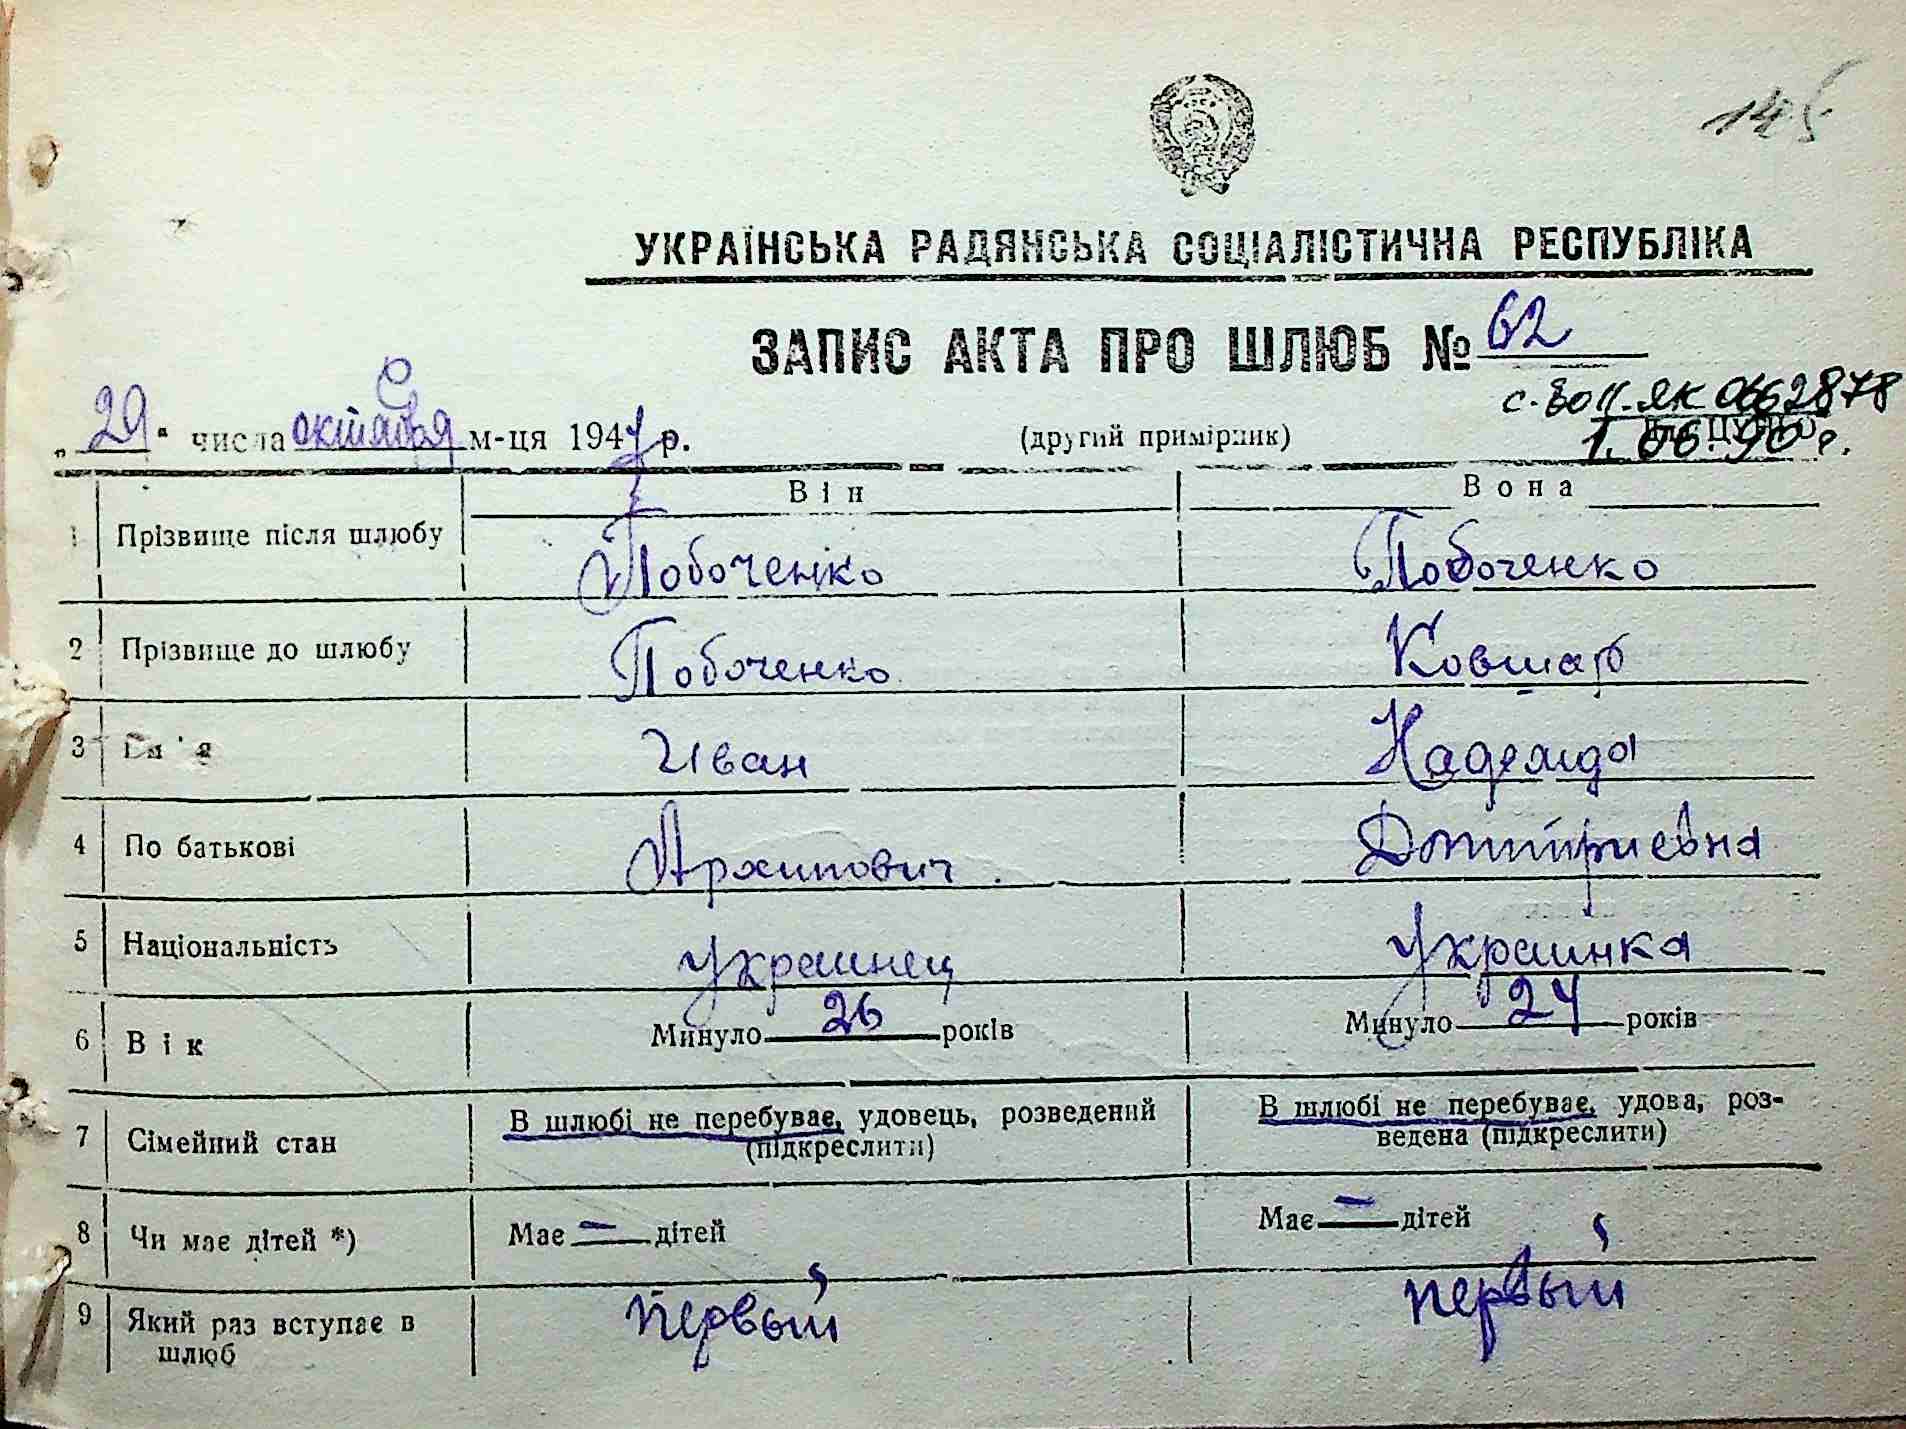 145
УКРАЇНСЬКА РАДЯНСЬКА СОЦІАЛІСТИЧНА РЕСПУБЛІКА
ЗАПИС АКТА ПРО ШЛЮБ № 62
„29" числа октября м-ця 1947 р.
(другий примірник)
ЯК 0662878
1.06.90 г.
Він Вона
1 Прізвище після шлюбу Побоченко Побоченко
2 Прізвище до шлюбу Побоченко Ковшар
3 Ім'я Иван Надежда
4 По батькові Архипович. Дмитриевна
5 Національність украинец украинка
6 Вік Минуло 26 років Минуло 24 років
7 Сімейний стан В шлюбі не перебуває, удовець, розведений (підкреслити) В шлюбі не перебуває, удова, роз-
ведена (підкреслити)
8 Чи має дітей *) Має — дітей Має — дітей
9 Який раз вступає в первый первый
шлюб